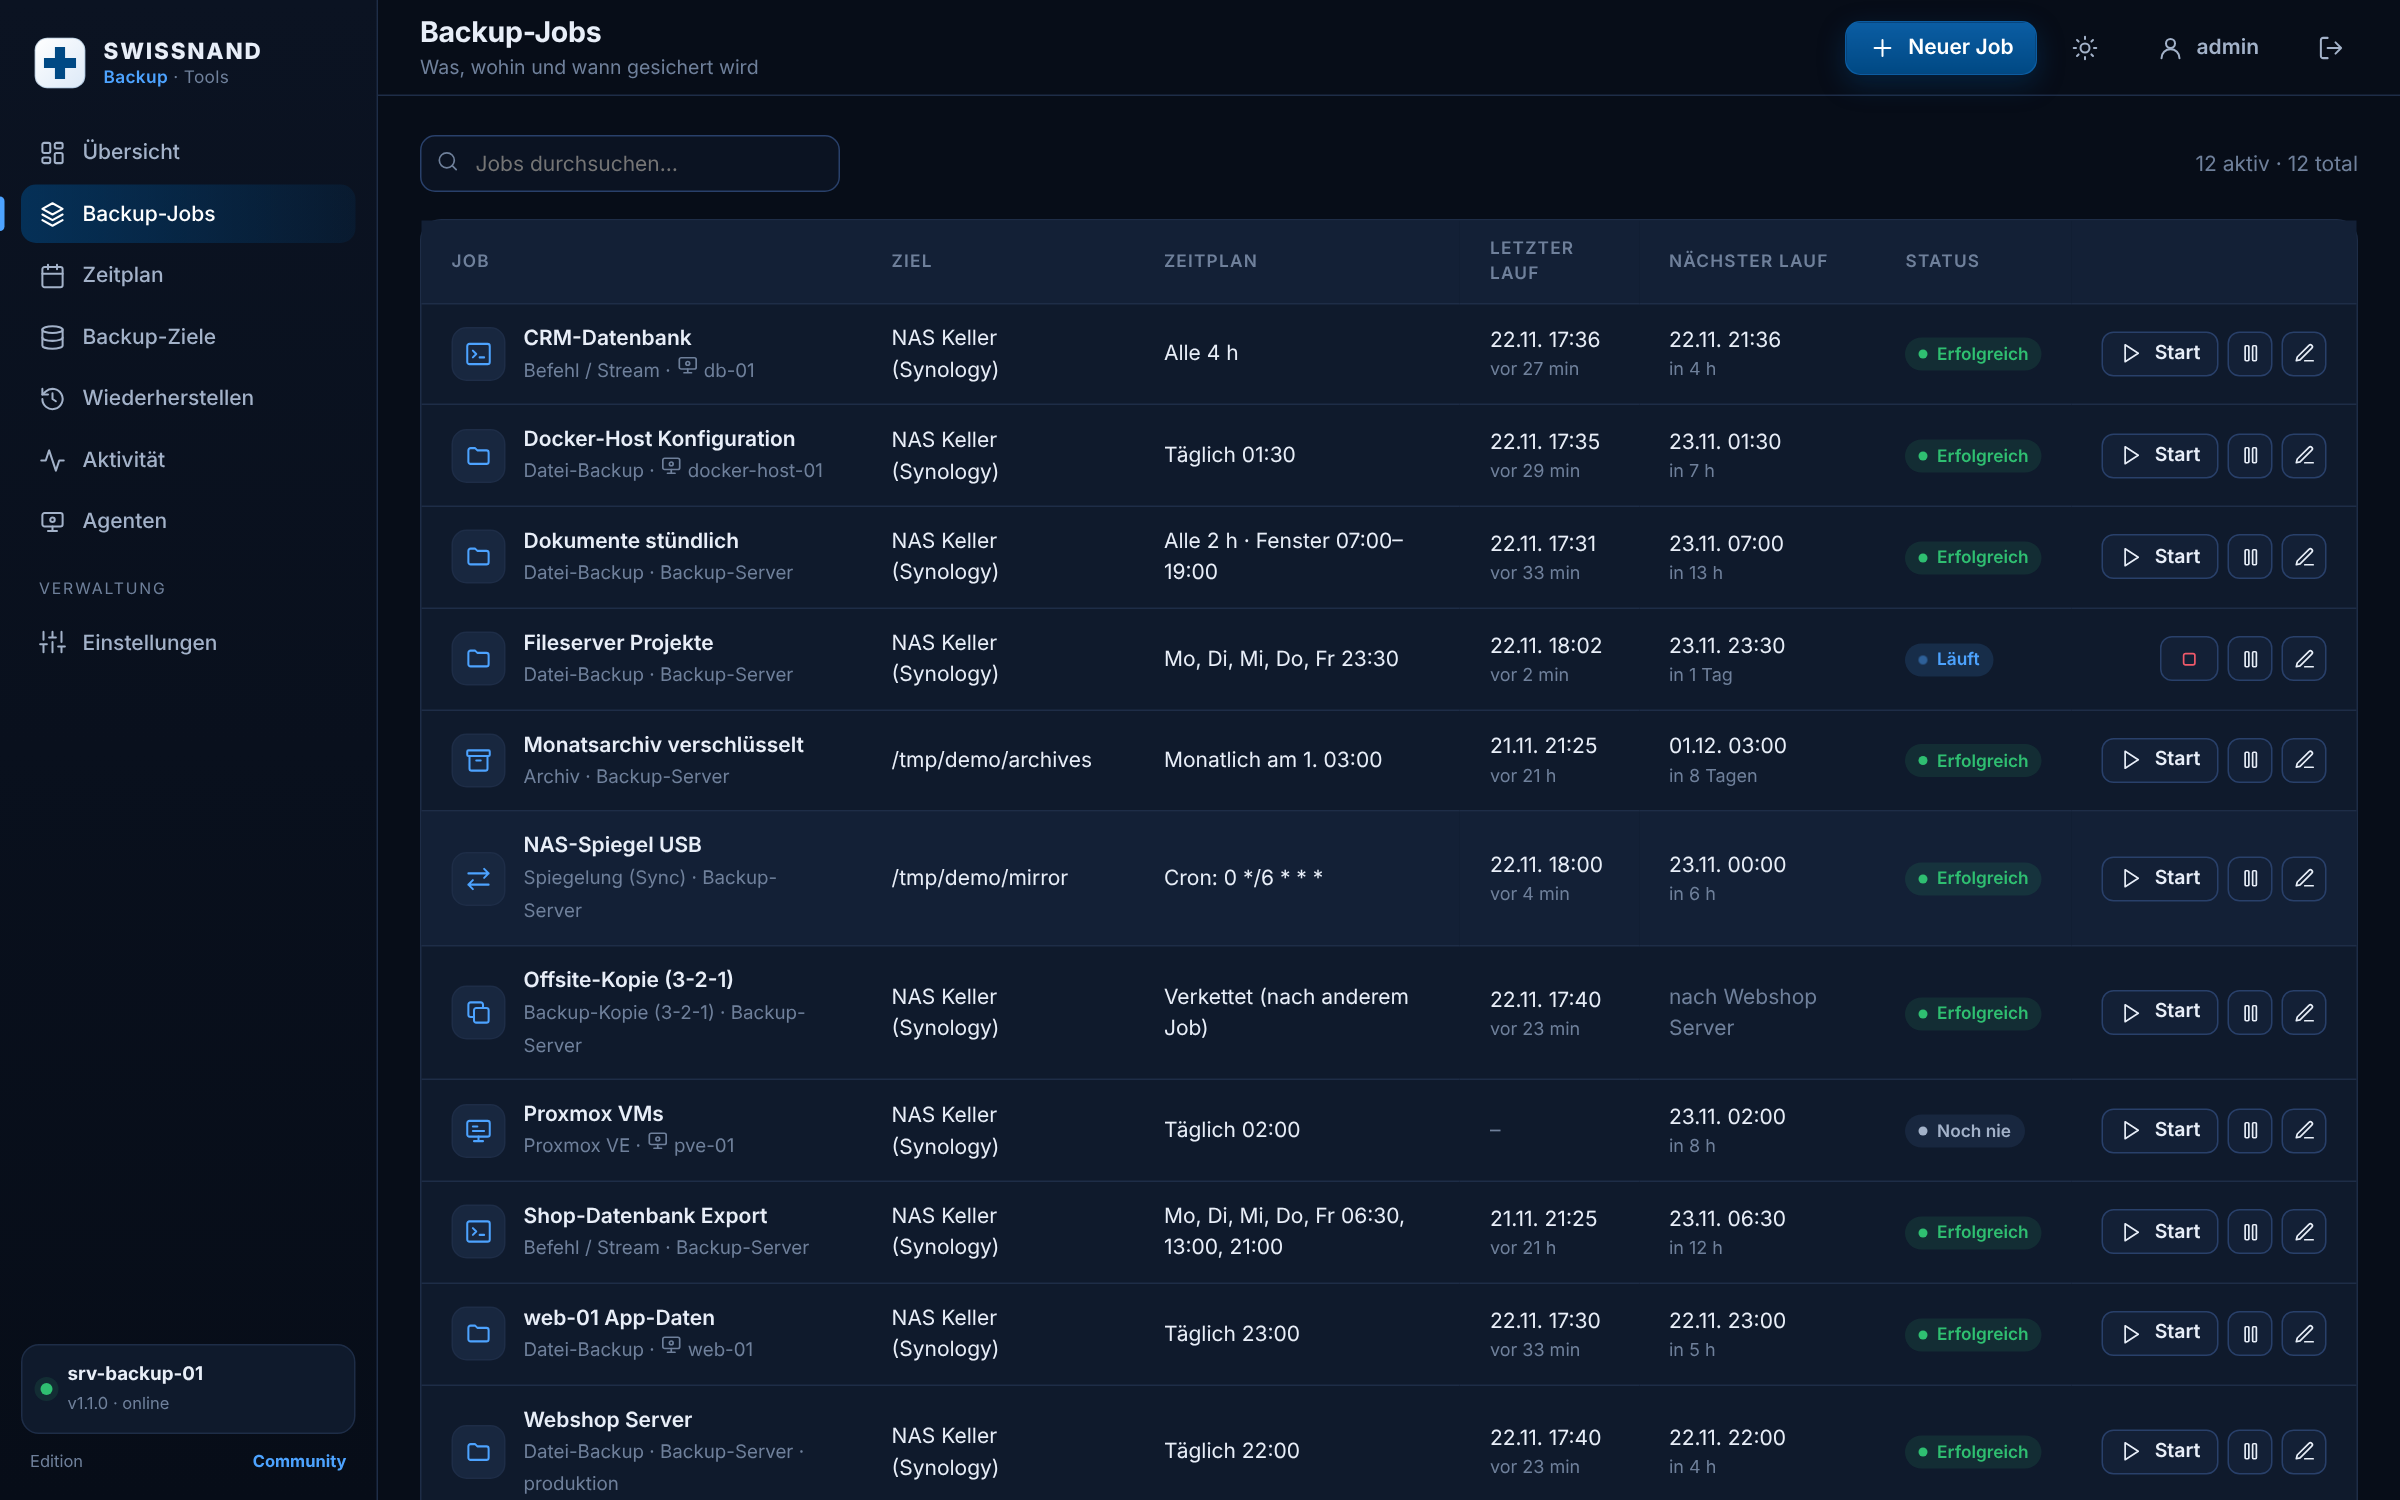 SWISSNAND
Backup · Tools
Übersicht
Backup-Jobs
Zeitplan
Backup-Ziele
Wiederherstellen
Aktivität
Agenten
VERWALTUNG
Einstellungen
srv-backup-01
v1.1.0 · online
Edition Community
Backup-Jobs
Was, wohin und wann gesichert wird
Neuer Job
admin
Jobs durchsuchen...
12 aktiv · 12 total
JOB ZIEL ZEITPLAN LETZTER LAUF NÄCHSTER LAUF STATUS
CRM-Datenbank
Befehl / Stream · db-01
NAS Keller
(Synology)
Alle 4 h
22.11. 17:36
vor 27 min
22.11. 21:36
in 4 h
Erfolgreich
Start
Docker-Host Konfiguration
Datei-Backup · docker-host-01
NAS Keller
(Synology)
Täglich 01:30
22.11. 17:35
vor 29 min
23.11. 01:30
in 7 h
Erfolgreich
Start
Dokumente stündlich
Datei-Backup · Backup-Server
NAS Keller
(Synology)
Alle 2 h · Fenster 07:00–
19:00
22.11. 17:31
vor 33 min
23.11. 07:00
in 13 h
Erfolgreich
Start
Fileserver Projekte
Datei-Backup · Backup-Server
NAS Keller
(Synology)
Mo, Di, Mi, Do, Fr 23:30
22.11. 18:02
vor 2 min
23.11. 23:30
in 1 Tag
Läuft
Monatsarchiv verschlüsselt
Archiv · Backup-Server
/tmp/demo/archives
Monatlich am 1. 03:00
21.11. 21:25
vor 21 h
01.12. 03:00
in 8 Tagen
Erfolgreich
Start
NAS-Spiegel USB
Spiegelung (Sync) · Backup-
Server
/tmp/demo/mirror
Cron: 0 */6 * * *
22.11. 18:00
vor 4 min
23.11. 00:00
in 6 h
Erfolgreich
Start
Offsite-Kopie (3-2-1)
Backup-Kopie (3-2-1) · Backup-
Server
NAS Keller
(Synology)
Verkettet (nach anderem
Job)
22.11. 17:40
vor 23 min
nach Webshop
Server
Erfolgreich
Start
Proxmox VMs
Proxmox VE · pve-01
NAS Keller
(Synology)
Täglich 02:00
–
23.11. 02:00
in 8 h
Noch nie
Start
Shop-Datenbank Export
Befehl / Stream · Backup-Server
NAS Keller
(Synology)
Mo, Di, Mi, Do, Fr 06:30,
13:00, 21:00
21.11. 21:25
vor 21 h
23.11. 06:30
in 12 h
Erfolgreich
Start
web-01 App-Daten
Datei-Backup · web-01
NAS Keller
(Synology)
Täglich 23:00
22.11. 17:30
vor 33 min
22.11. 23:00
in 5 h
Erfolgreich
Start
Webshop Server
Datei-Backup · Backup-Server ·
produktion
NAS Keller
(Synology)
Täglich 22:00
22.11. 17:40
vor 23 min
22.11. 22:00
in 4 h
Erfolgreich
Start